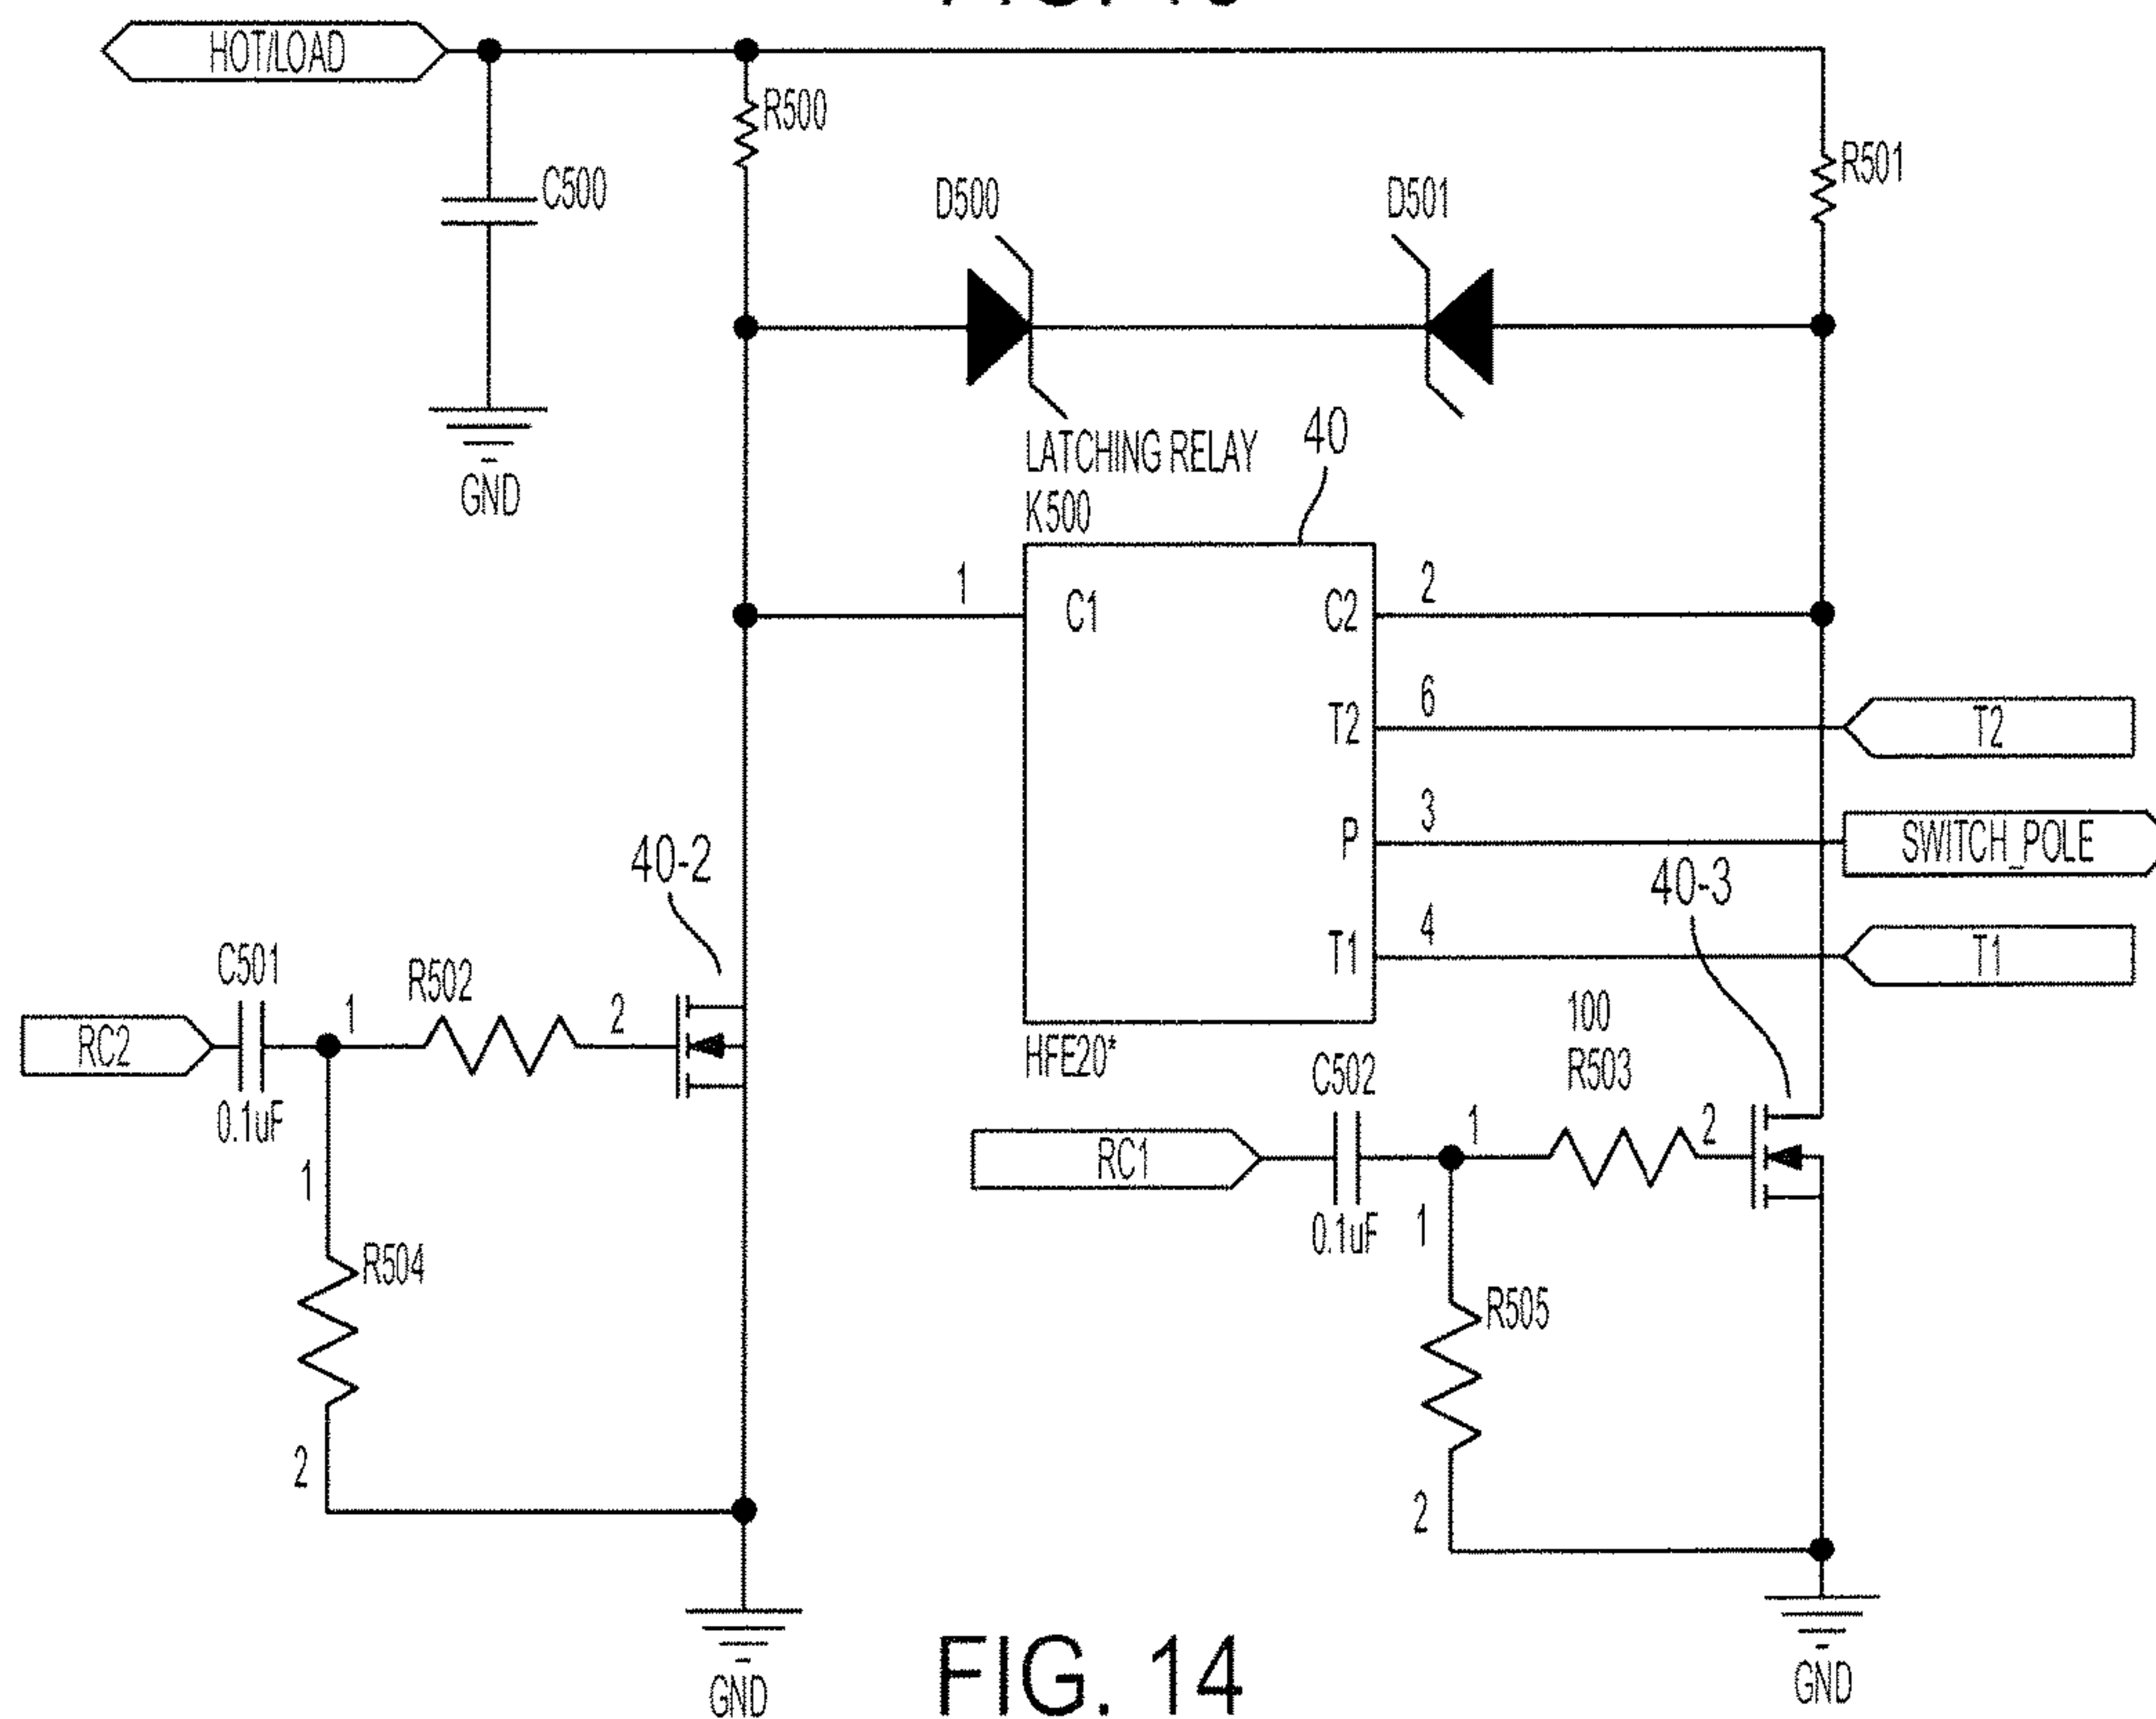 HOT/LOAD
R500
R501
C500
D500
D501
GND
LATCHING RELAY
K500
40
1
C1
C2
2
T2
6
T2
P
3
SWITCH_POLE
T1
4
T1
HFE20*
40-2
40-3
RC2
C501
0.1uF
1
R502
2
1
R504
2
GND
RC1
C502
0.1uF
1
100
R503
2
1
R505
2
GND
FIG. 14